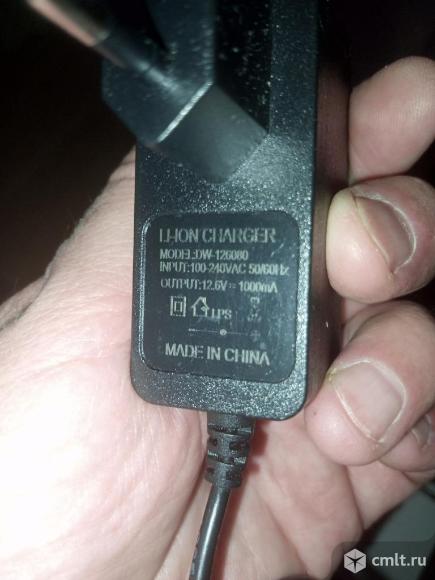 LI-ION CHARGER
MODEL:DW-126080
INPUT:100-240VAC 50/60Hz
OUTPUT:12.6V⎓1000mA
LPS
MADE IN CHINA
cmlt.ru